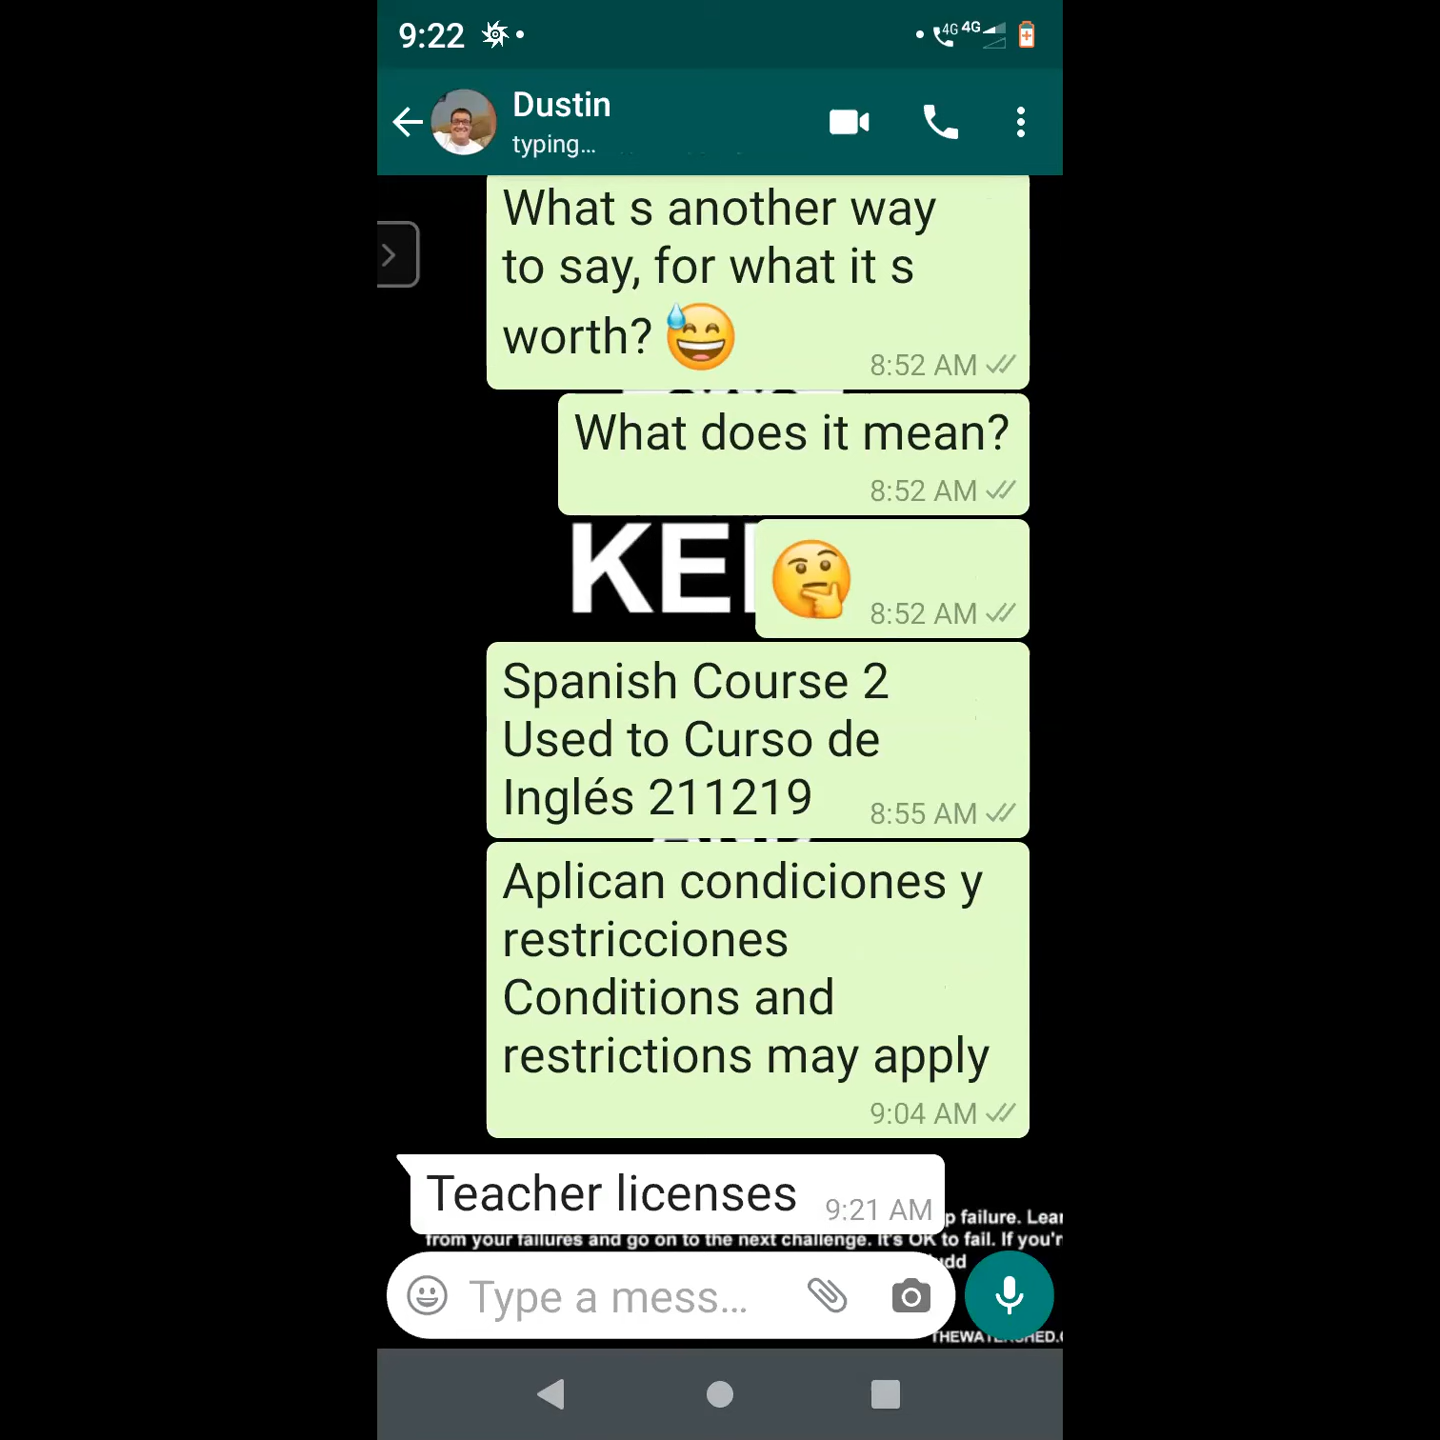 9:22
4G 4G
Dustin
typing...
What s another way
to say, for what it s
worth?
8:52 AM
What does it mean?
8:52 AM
KE
8:52 AM
Spanish Course 2
Used to Curso de
Inglés 211219
8:55 AM
Aplican condiciones y
restricciones
Conditions and
restrictions may apply
9:04 AM
Teacher licenses
9:21 AM
p failure. Lear
from your failures and go on to the next challenge. It's OK to fail. If you'r
Type a mess...